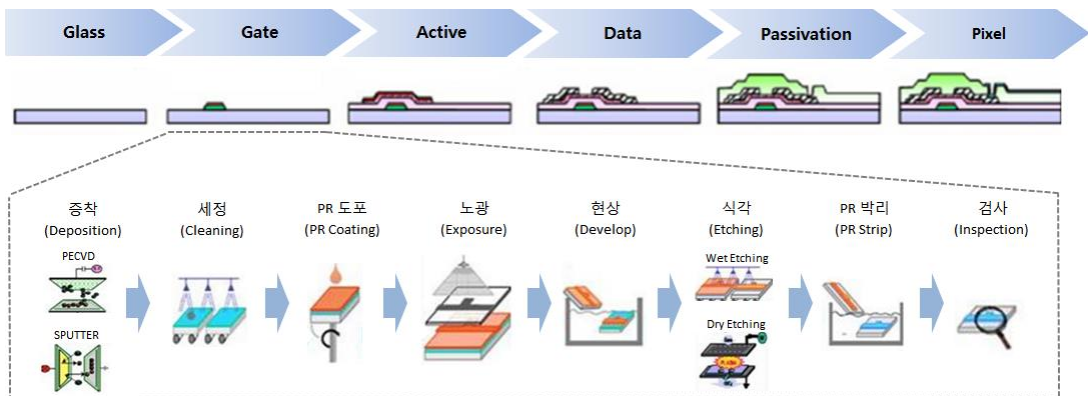 Glass
Gate
Active
Data
Passivation
Pixel
증착
(Deposition)
세정
(Cleaning)
PR 도포
(PR Coating)
노광
(Exposure)
현상
(Develop)
식각
(Etching)
PR 박리
(PR Strip)
검사
(Inspection)
PECVD
SPUTTER
Wet Etching
Dry Etching